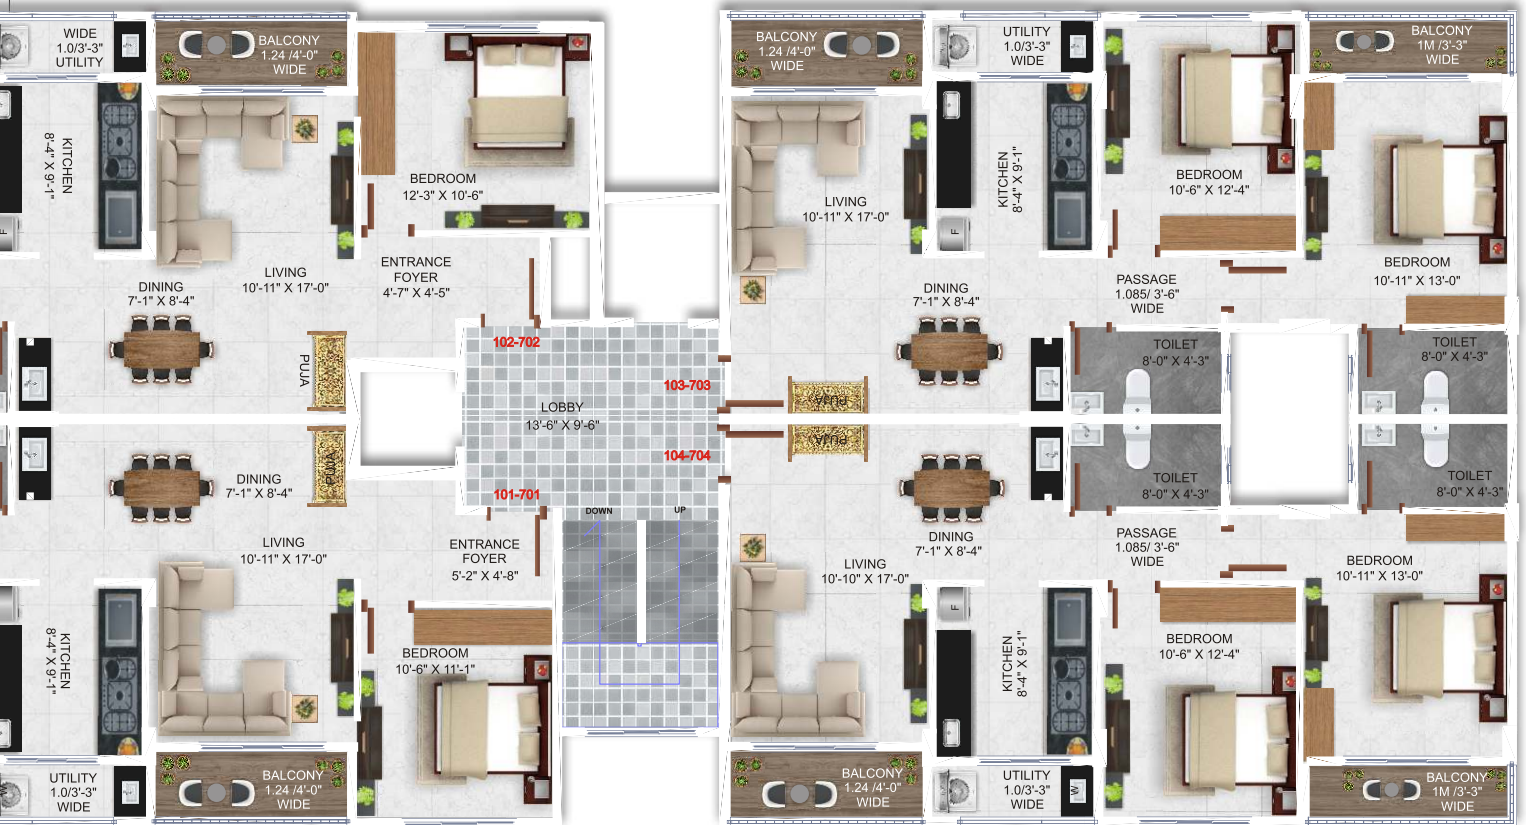 WIDE
1.0/3'-3"
UTILITY
BALCONY
1.24 /4'-0"
WIDE
KITCHEN
8'-4" X 9'-1"
F
BEDROOM
12'-3" X 10'-6"
LIVING
10'-11" X 17'-0"
ENTRANCE
FOYER
4'-7" X 4'-5"
DINING
7'-1" X 8'-4"
PUJA
BALCONY
1.24 /4'-0"
WIDE
UTILITY
1.0/3'-3"
WIDE
BALCONY
1M /3'-3"
WIDE
KITCHEN
8'-4" X 9'-1"
F
LIVING
10'-11" X 17'-0"
BEDROOM
10'-6" X 12'-4"
BEDROOM
10'-11" X 13'-0"
DINING
7'-1" X 8'-4"
PASSAGE
1.085/ 3'-6"
WIDE
TOILET
8'-0" X 4'-3"
TOILET
8'-0" X 4'-3"
PUJA
102-702
103-703
LOBBY
13'-6" X 9'-6"
104-704
101-701
DOWN
UP
PUJA
DINING
7'-1" X 8'-4"
LIVING
10'-11" X 17'-0"
ENTRANCE
FOYER
5'-2" X 4'-8"
KITCHEN
8'-4" X 9'-1"
BEDROOM
10'-6" X 11'-1"
UTILITY
1.0/3'-3"
WIDE
BALCONY
1.24 /4'-0"
WIDE
PUJA
TOILET
8'-0" X 4'-3"
TOILET
8'-0" X 4'-3"
DINING
7'-1" X 8'-4"
PASSAGE
1.085/ 3'-6"
WIDE
LIVING
10'-10" X 17'-0"
BEDROOM
10'-11" X 13'-0"
F
KITCHEN
8'-4" X 9'-1"
BEDROOM
10'-6" X 12'-4"
BALCONY
1.24 /4'-0"
WIDE
UTILITY
1.0/3'-3"
WIDE
W
BALCONY
1M /3'-3"
WIDE